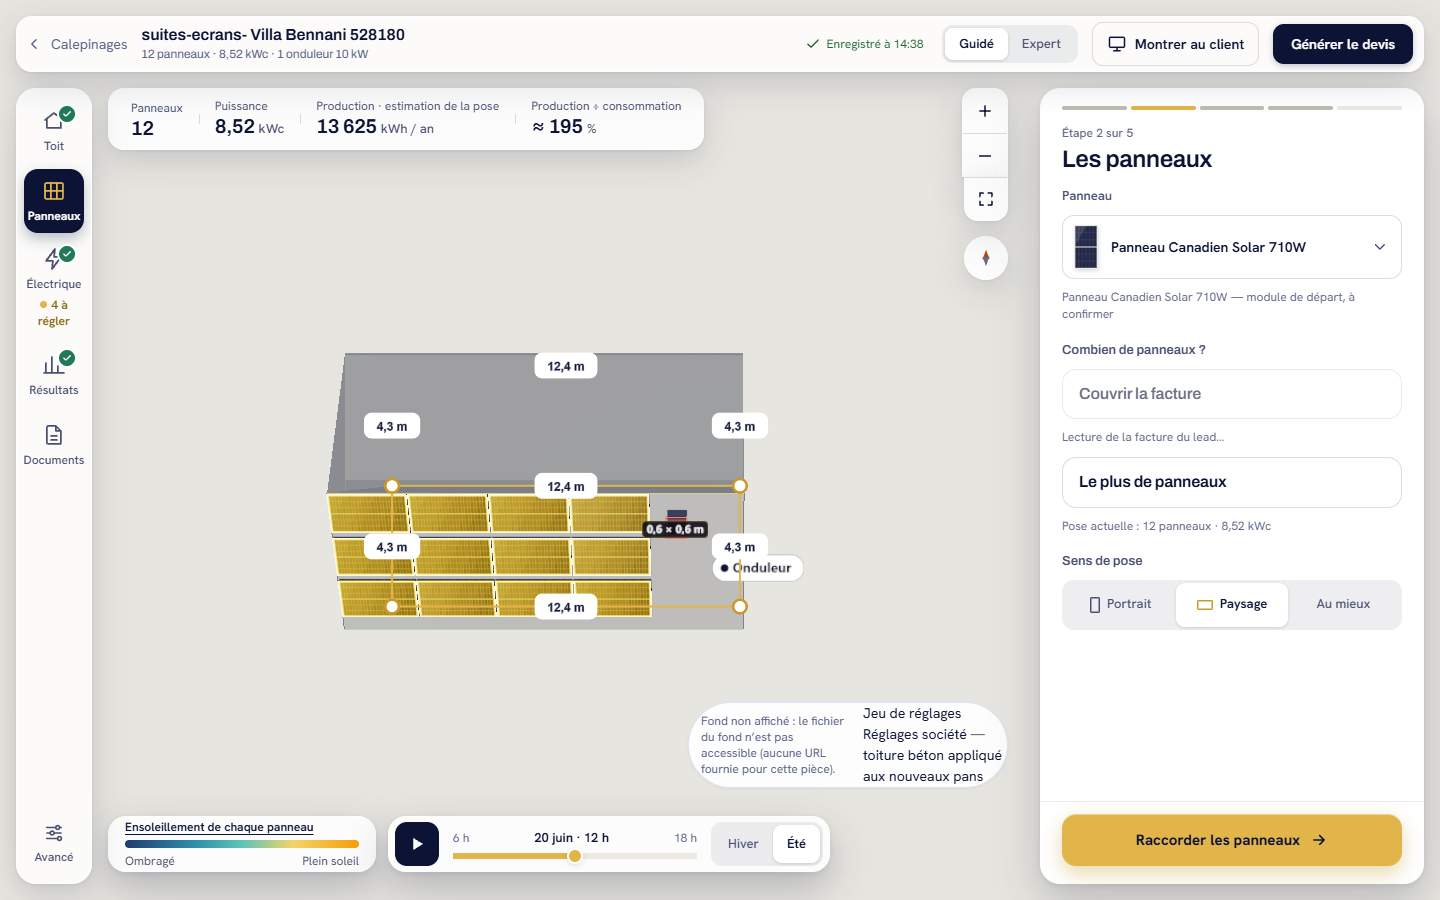 Calepinages
suites-ecrans- Villa Bennani 528180
12 panneaux · 8,52 kWc · 1 onduleur 10 kW
Enregistré à 14:38
Guidé
Expert
Montrer au client
Générer le devis
Toit
Panneaux
Électrique
4 à
régler
Résultats
Documents
Avancé
Panneaux
12
Puissance
8,52 kWc
Production · estimation de la pose
13 625 kWh / an
Production ÷ consommation
≈ 195 %
12,4 m
4,3 m
4,3 m
12,4 m
0,6 × 0,6 m
4,3 m
4,3 m
Onduleur
12,4 m
Fond non affiché : le fichier
du fond n’est pas
accessible (aucune URL
fournie pour cette pièce).
Jeu de réglages
Réglages société —
toiture béton appliqué
aux nouveaux pans
Ensoleillement de chaque panneau
Ombragé
Plein soleil
6 h
20 juin · 12 h
18 h
Hiver
Été
Étape 2 sur 5
Les panneaux
Panneau
Panneau Canadien Solar 710W
Panneau Canadien Solar 710W — module de départ, à
confirmer
Combien de panneaux ?
Couvrir la facture
Lecture de la facture du lead…
Le plus de panneaux
Pose actuelle : 12 panneaux · 8,52 kWc
Sens de pose
Portrait
Paysage
Au mieux
Raccorder les panneaux